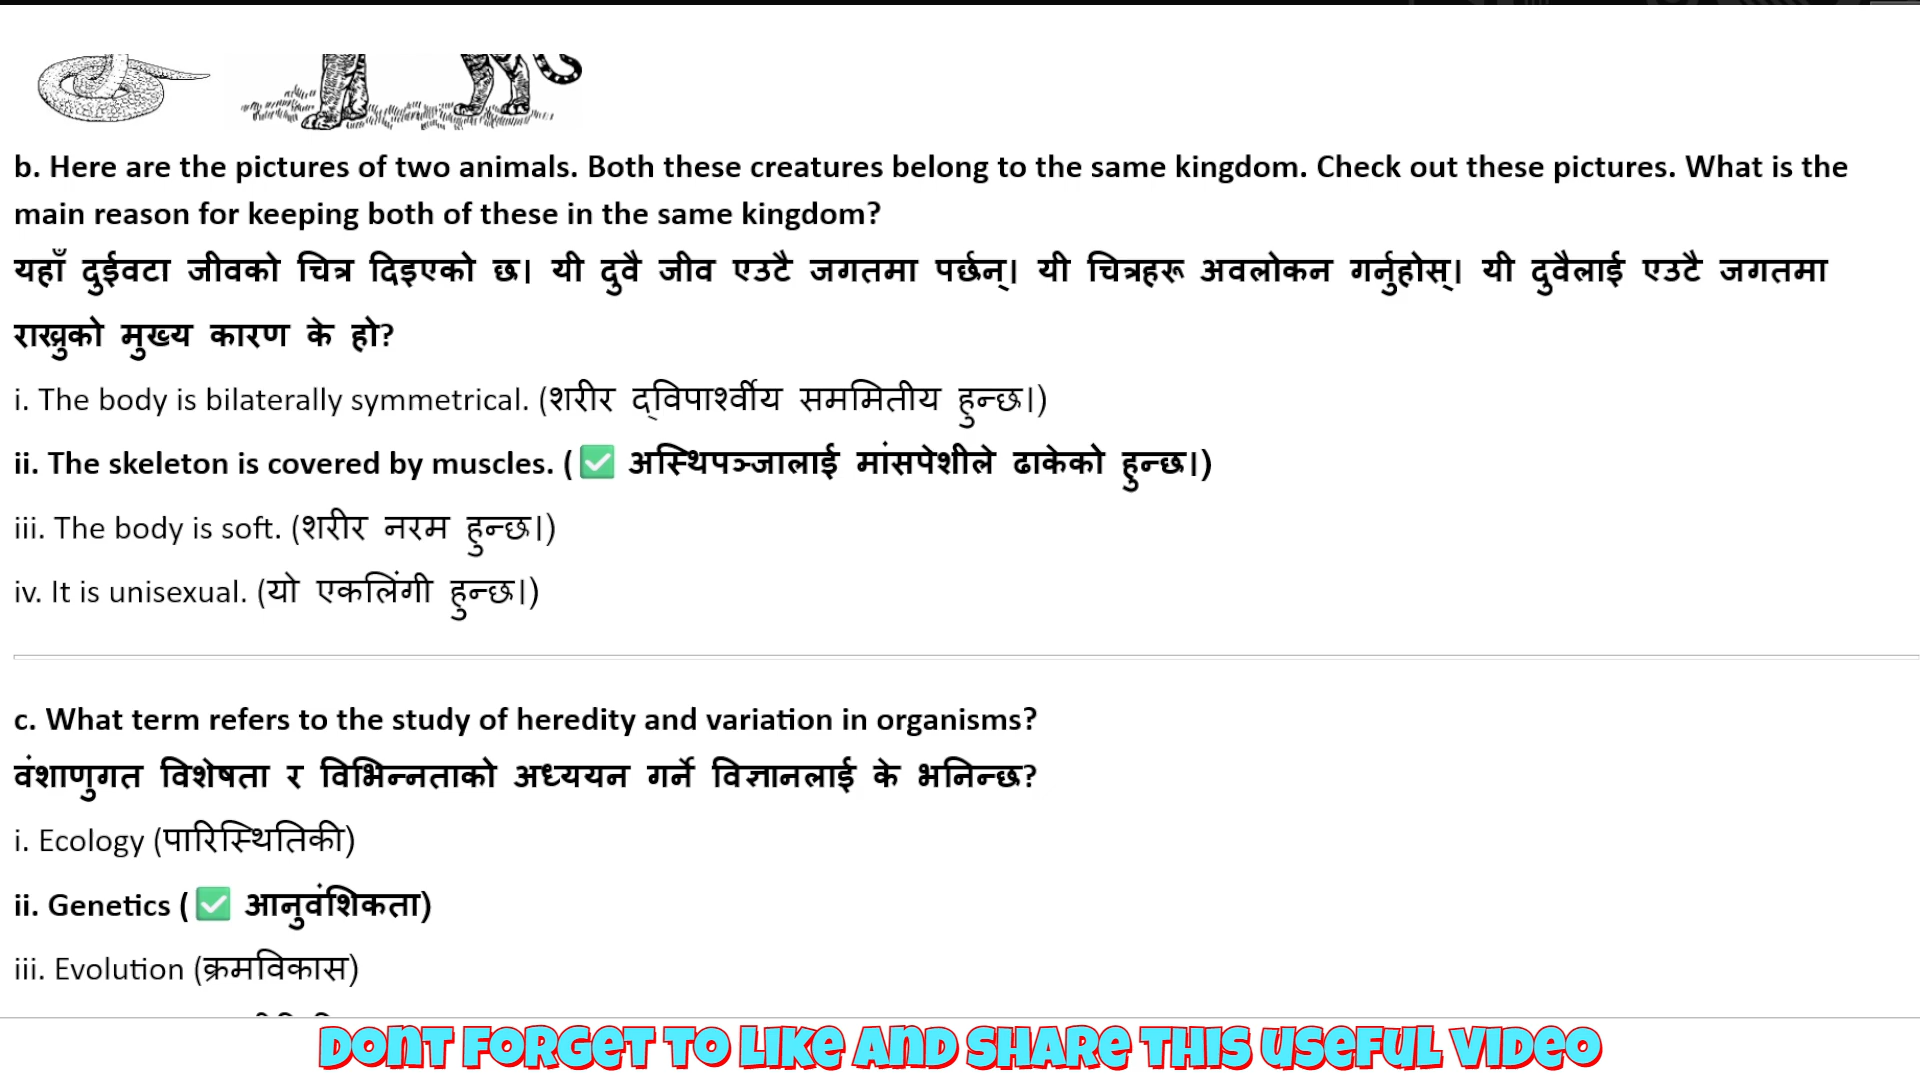 b. Here are the pictures of two animals. Both these creatures belong to the same kingdom. Check out these pictures. What is the
main reason for keeping both of these in the same kingdom?
यहाँ दुईवटा जीवको चित्र दिइएको छ। यी दुवै जीव एउटै जगतमा पर्छन्। यी चित्रहरू अवलोकन गर्नुहोस्। यी दुवैलाई एउटै जगतमा
राख्नुको मुख्य कारण के हो?
i. The body is bilaterally symmetrical. (शरीर द्विपार्श्वीय सममितीय हुन्छ।)
ii. The skeleton is covered by muscles. (✅ अस्थिपञ्जालाई मांसपेशीले ढाकेको हुन्छ।)
iii. The body is soft. (शरीर नरम हुन्छ।)
iv. It is unisexual. (यो एकलिंगी हुन्छ।)
c. What term refers to the study of heredity and variation in organisms?
वंशाणुगत विशेषता र विभिन्नताको अध्ययन गर्ने विज्ञानलाई के भनिन्छ?
i. Ecology (पारिस्थितिकी)
ii. Genetics (✅ आनुवंशिकता)
iii. Evolution (क्रमविकास)
DONT FORGET TO LIKE AND SHARE THIS USEFUL VIDEO